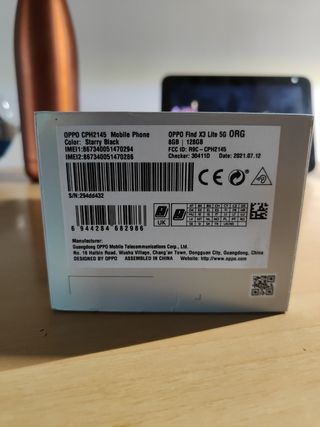 OPPO CPH2145 Mobile Phone
Color: Starry Black
IMEI1:867340051470294
IMEI2:867340051470286
OPPO Find X3 Lite 5G ORG
8GB | 128GB
FCC ID: R9C-CPH2145
Checker: 30411D Date: 2021.07.12
S/N:294d6432
CE
UK
6 944284 682986
Manufacturer:
Guangdong OPPO Mobile Telecommunications Corp., Ltd.
No. 18 Haibin Road, Wusha Village, Chang'an Town, Dongguan City, Guangdong, China
DESIGNED BY OPPO ASSEMBLED IN CHINA Website: http://www.oppo.com